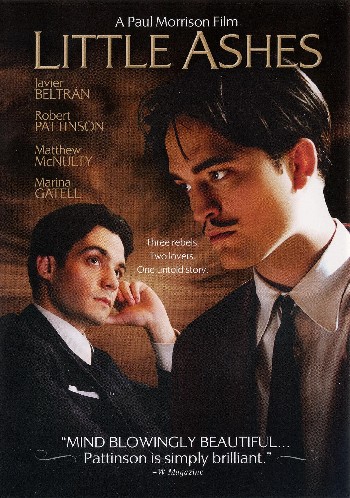 A Paul Morrison Film
LITTLE ASHES
Javier
BELTRÁN
Robert
PATTINSON
Matthew
McNULTY
Marina
GATELL
Three rebels.
Two lovers.
One untold story.
"MIND BLOWINGLY BEAUTIFUL...
Pattinson is simply brilliant."
–W Magazine